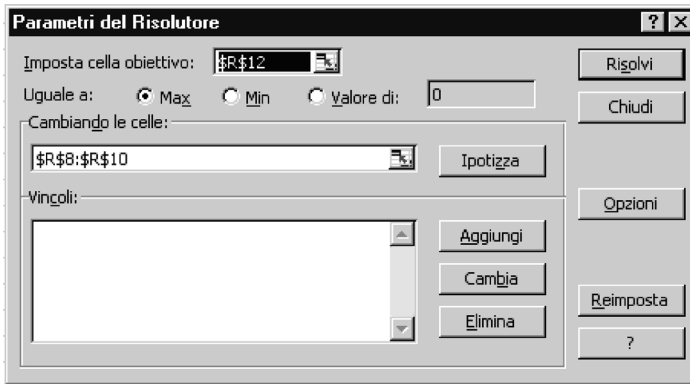 Parametri del Risolutore ? X
Imposta cella obiettivo: $R$12 Risolvi
Uguale a: Max Min Valore di: 0 Chiudi
Cambiando le celle:
$R$8:$R$10 Ipotizza
Vincoli: Opzioni
Aggiungi
Cambia
Reimposta
Elimina
?